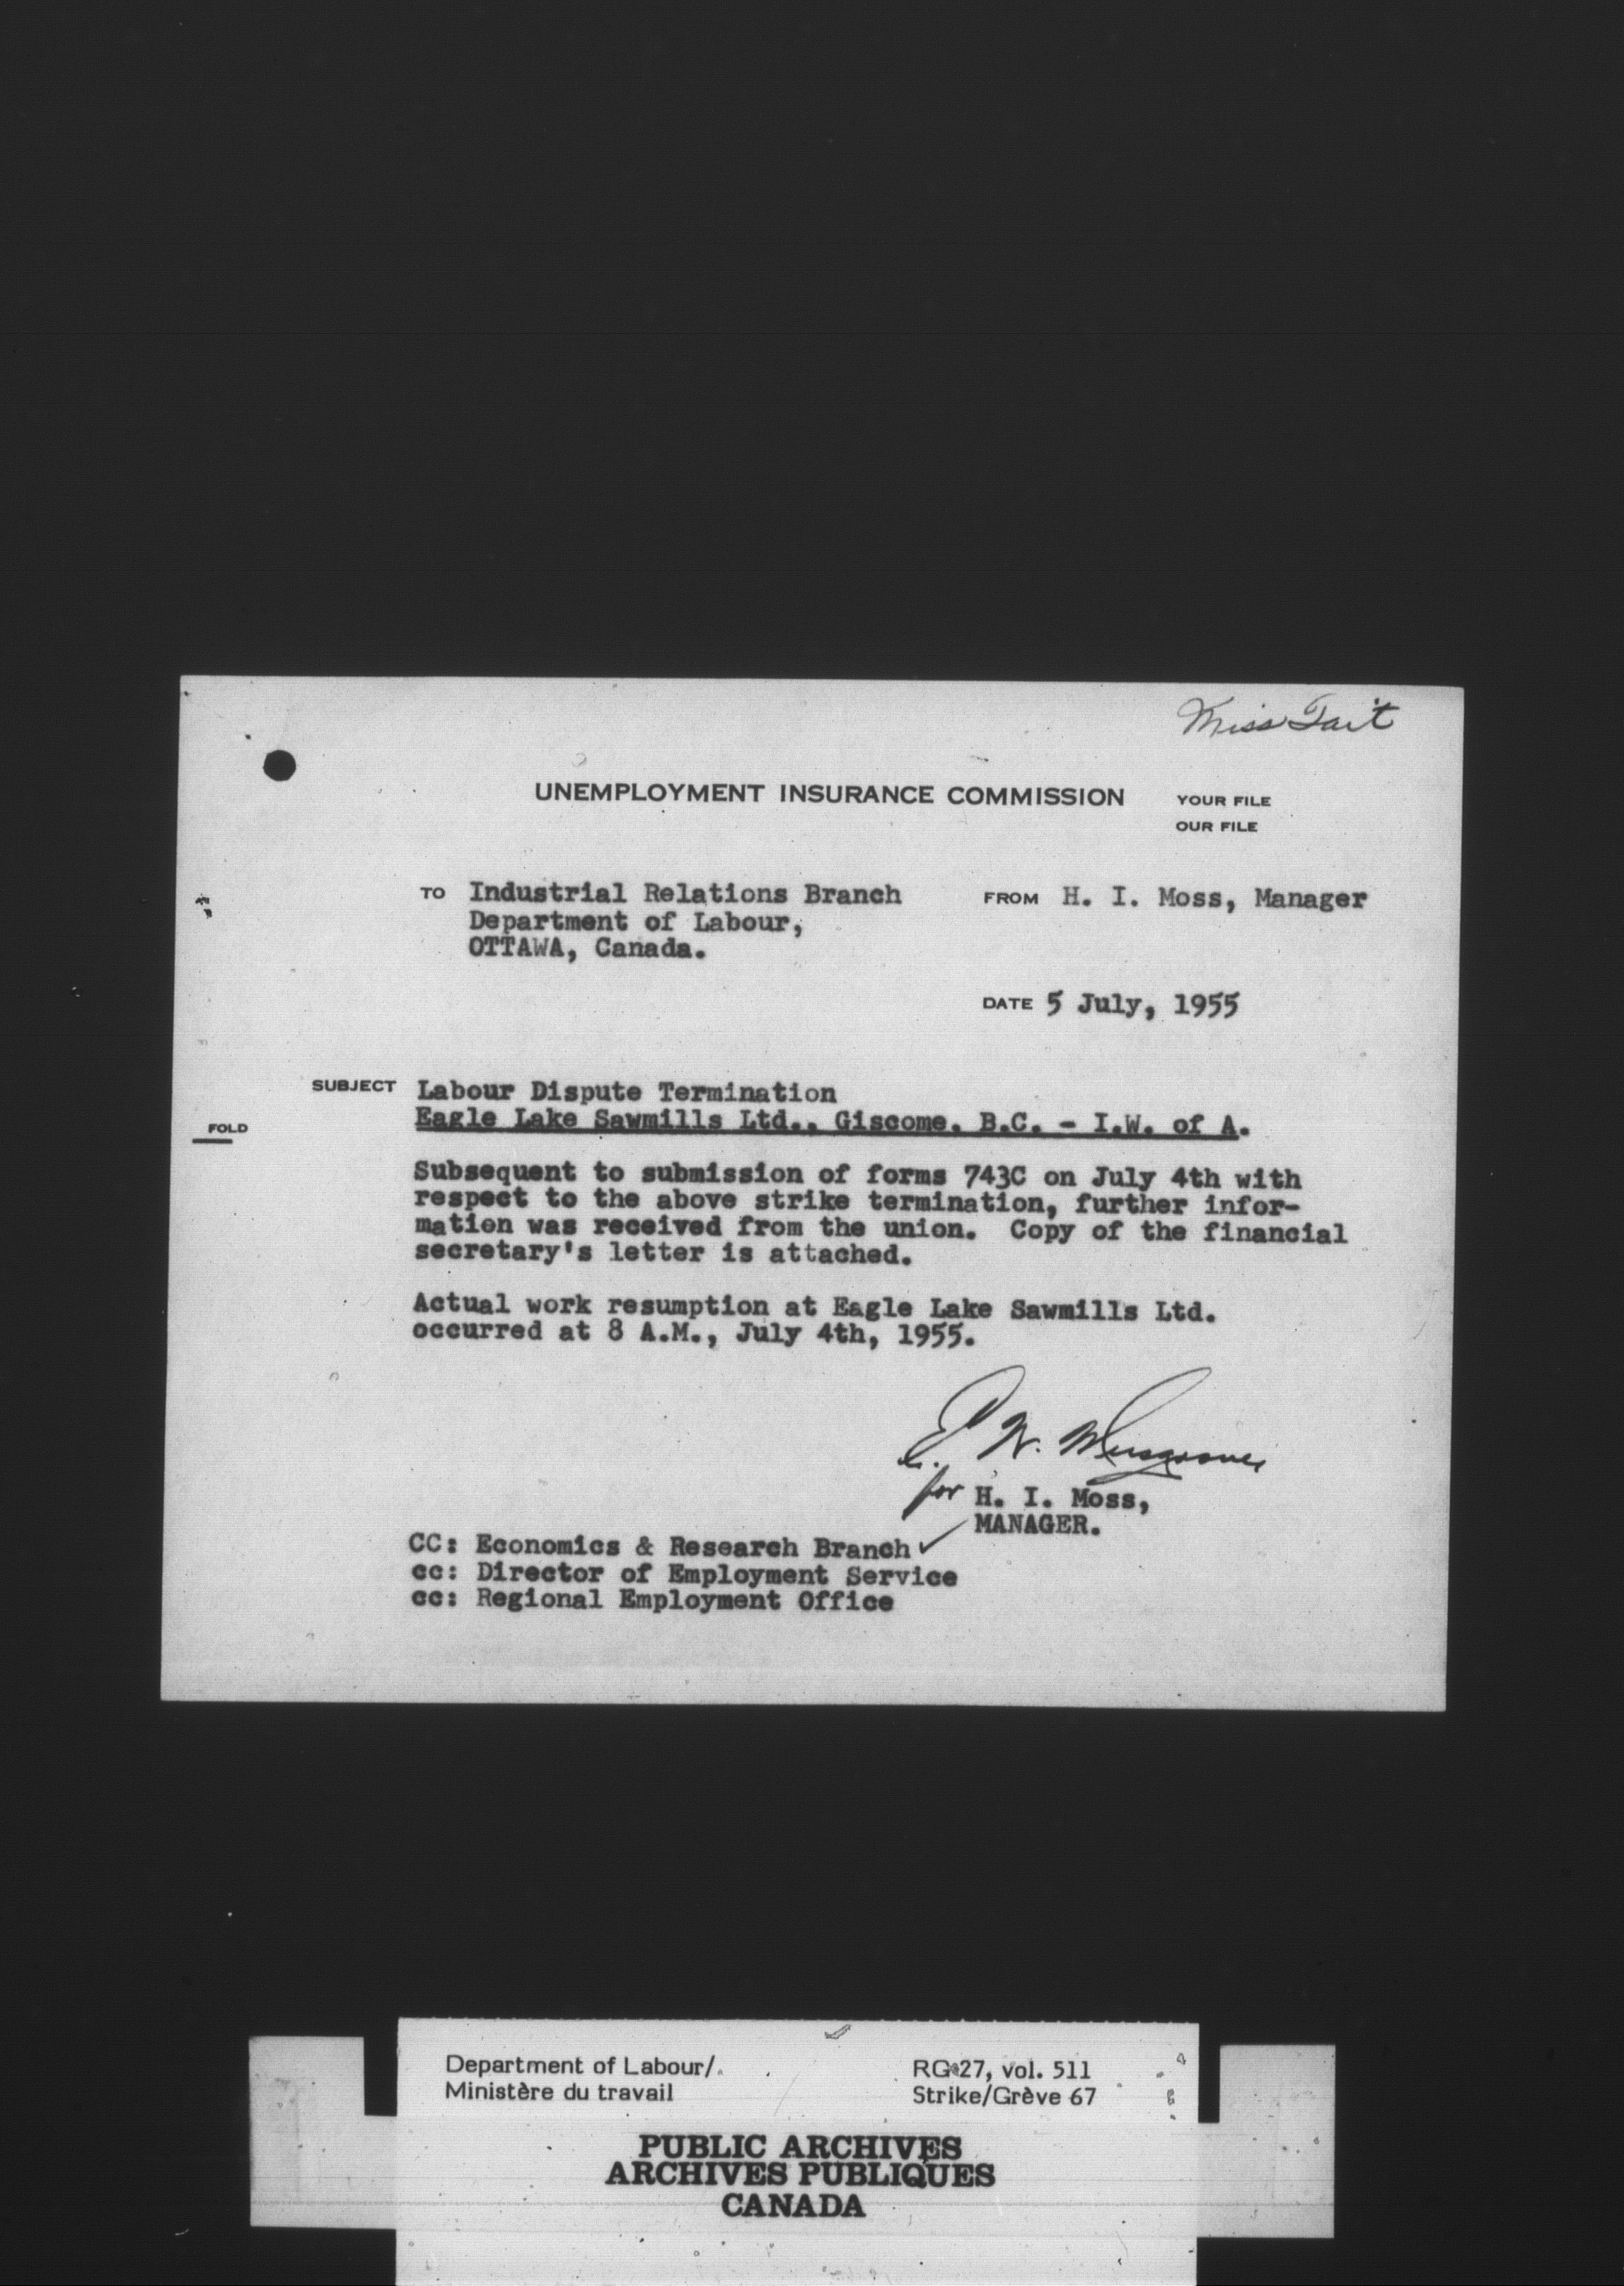 Miss Tait
UNEMPLOYMENT INSURANCE COMMISSION
YOUR FILE
OUR FILE
TO Industrial Relations Branch
Department of Labour,
OTTAWA, Canada.
FROM H. I. Moss, Manager
DATE 5 July, 1955
SUBJECT Labour Dispute Termination
Eagle Lake Sawmills Ltd., Giscome, B.C. - I.W. of A.
FOLD
Subsequent to submission of forms 743C on July 4th with
respect to the above strike termination, further infor-
mation was received from the union. Copy of the financial
secretary's letter is attached.
Actual work resumption at Eagle Lake Sawmills Ltd.
occurred at 8 A.M., July 4th, 1955.
E. W. Musgrove
for H. I. Moss,
MANAGER.
CC: Economics & Research Branch ✓
cc: Director of Employment Service
cc: Regional Employment Office
Department of Labour/
Ministère du travail
RG 27, vol. 511
Strike/Grève 67
PUBLIC ARCHIVES
ARCHIVES PUBLIQUES
CANADA